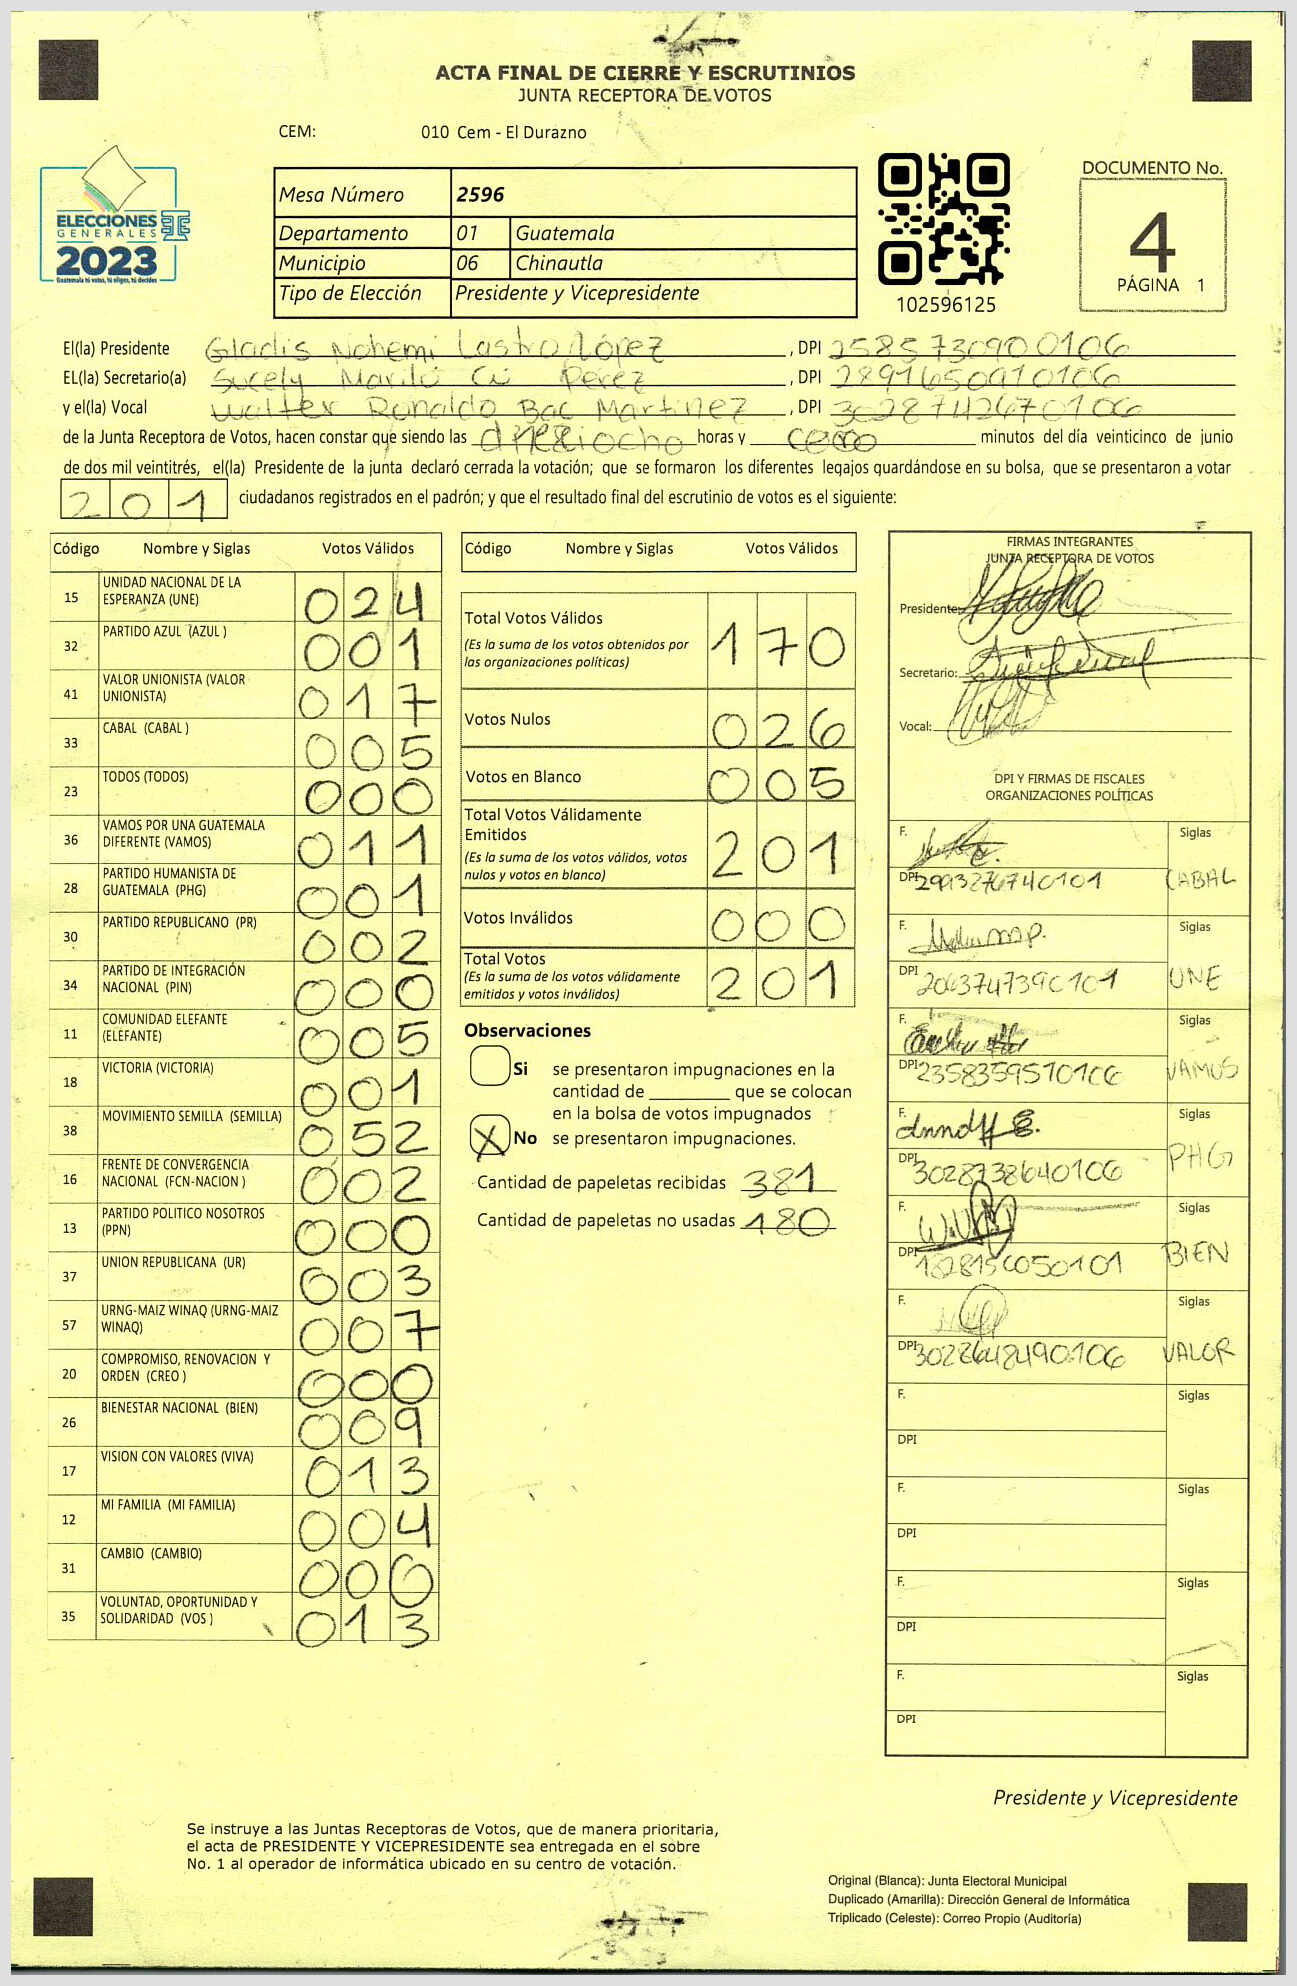 ACTA FINAL DE CIERRE Y ESCRUTINIOS
JUNTA RECEPTORA DE VOTOS
CEM: 010 Cem - El Durazno
ELECCIONES
GENERALES
2023
Guatemala tú votas, tú eliges, tú decides
Mesa Número 2596
Departamento 01 Guatemala
Municipio 06 Chinautla
Tipo de Elección Presidente y Vicepresidente
102596125
DOCUMENTO No.
4
PÁGINA 1
El(la) Presidente Gladis Nohemi Lastro López, DPI 2585730900106
EL(la) Secretario(a) Sucely Mariló Cú Perez, DPI 2891650910106
y el(la) Vocal Walter Ronaldo Bac Martinez, DPI 3028742670106
de la Junta Receptora de Votos, hacen constar que siendo las dieciocho horas y cero minutos del día veinticinco de junio
de dos mil veintitrés, el(la) Presidente de la junta declaró cerrada la votación; que se formaron los diferentes legajos guardándose en su bolsa, que se presentaron a votar
201 ciudadanos registrados en el padrón; y que el resultado final del escrutinio de votos es el siguiente:
Código Nombre y Siglas Votos Válidos
15 UNIDAD NACIONAL DE LA ESPERANZA (UNE) 024
32 PARTIDO AZUL (AZUL ) 001
41 VALOR UNIONISTA (VALOR UNIONISTA) 017
33 CABAL (CABAL ) 005
23 TODOS (TODOS) 000
36 VAMOS POR UNA GUATEMALA DIFERENTE (VAMOS) 011
28 PARTIDO HUMANISTA DE GUATEMALA (PHG) 001
30 PARTIDO REPUBLICANO (PR) 002
34 PARTIDO DE INTEGRACIÓN NACIONAL (PIN) 000
11 COMUNIDAD ELEFANTE (ELEFANTE) 005
18 VICTORIA (VICTORIA) 001
38 MOVIMIENTO SEMILLA (SEMILLA) 052
16 FRENTE DE CONVERGENCIA NACIONAL (FCN-NACION ) 002
13 PARTIDO POLITICO NOSOTROS (PPN) 000
37 UNION REPUBLICANA (UR) 003
57 URNG-MAIZ WINAQ (URNG-MAIZ WINAQ) 007
20 COMPROMISO, RENOVACION Y ORDEN (CREO ) 000
26 BIENESTAR NACIONAL (BIEN) 009
17 VISION CON VALORES (VIVA) 013
12 MI FAMILIA (MI FAMILIA) 004
31 CAMBIO (CAMBIO) 000
35 VOLUNTAD, OPORTUNIDAD Y SOLIDARIDAD (VOS ) 013
Código Nombre y Siglas Votos Válidos
Total Votos Válidos 170
(Es la suma de los votos obtenidos por
las organizaciones políticas)
Votos Nulos 026
Votos en Blanco 005
Total Votos Válidamente
Emitidos 201
(Es la suma de los votos válidos, votos
nulos y votos en blanco)
Votos Inválidos 000
Total Votos 201
(Es la suma de los votos válidamente
emitidos y votos inválidos)
Observaciones
Si se presentaron impugnaciones en la
cantidad de ________ que se colocan
en la bolsa de votos impugnados
X No se presentaron impugnaciones.
Cantidad de papeletas recibidas 381
Cantidad de papeletas no usadas 180
FIRMAS INTEGRANTES
JUNTA RECEPTORA DE VOTOS
Presidente:
Secretario:
Vocal:
DPI Y FIRMAS DE FISCALES
ORGANIZACIONES POLÍTICAS
F. Siglas
DPI 2993276740101 CABAL
F. Siglas
DPI 2063747390101 UNE
F. Siglas
DPI 2358359510106 VAMOS
F. Siglas
DPI 3028738640106 PHG
F. Siglas
DPI 1828150050101 BIEN
F. Siglas
DPI 3028648490106 VALOR
F. Siglas
DPI
F. Siglas
DPI
F. Siglas
DPI
F. Siglas
DPI
Presidente y Vicepresidente
Se instruye a las Juntas Receptoras de Votos, que de manera prioritaria,
el acta de PRESIDENTE Y VICEPRESIDENTE sea entregada en el sobre
No. 1 al operador de informática ubicado en su centro de votación.
Original (Blanca): Junta Electoral Municipal
Duplicado (Amarilla): Dirección General de Informática
Triplicado (Celeste): Correo Propio (Auditoría)